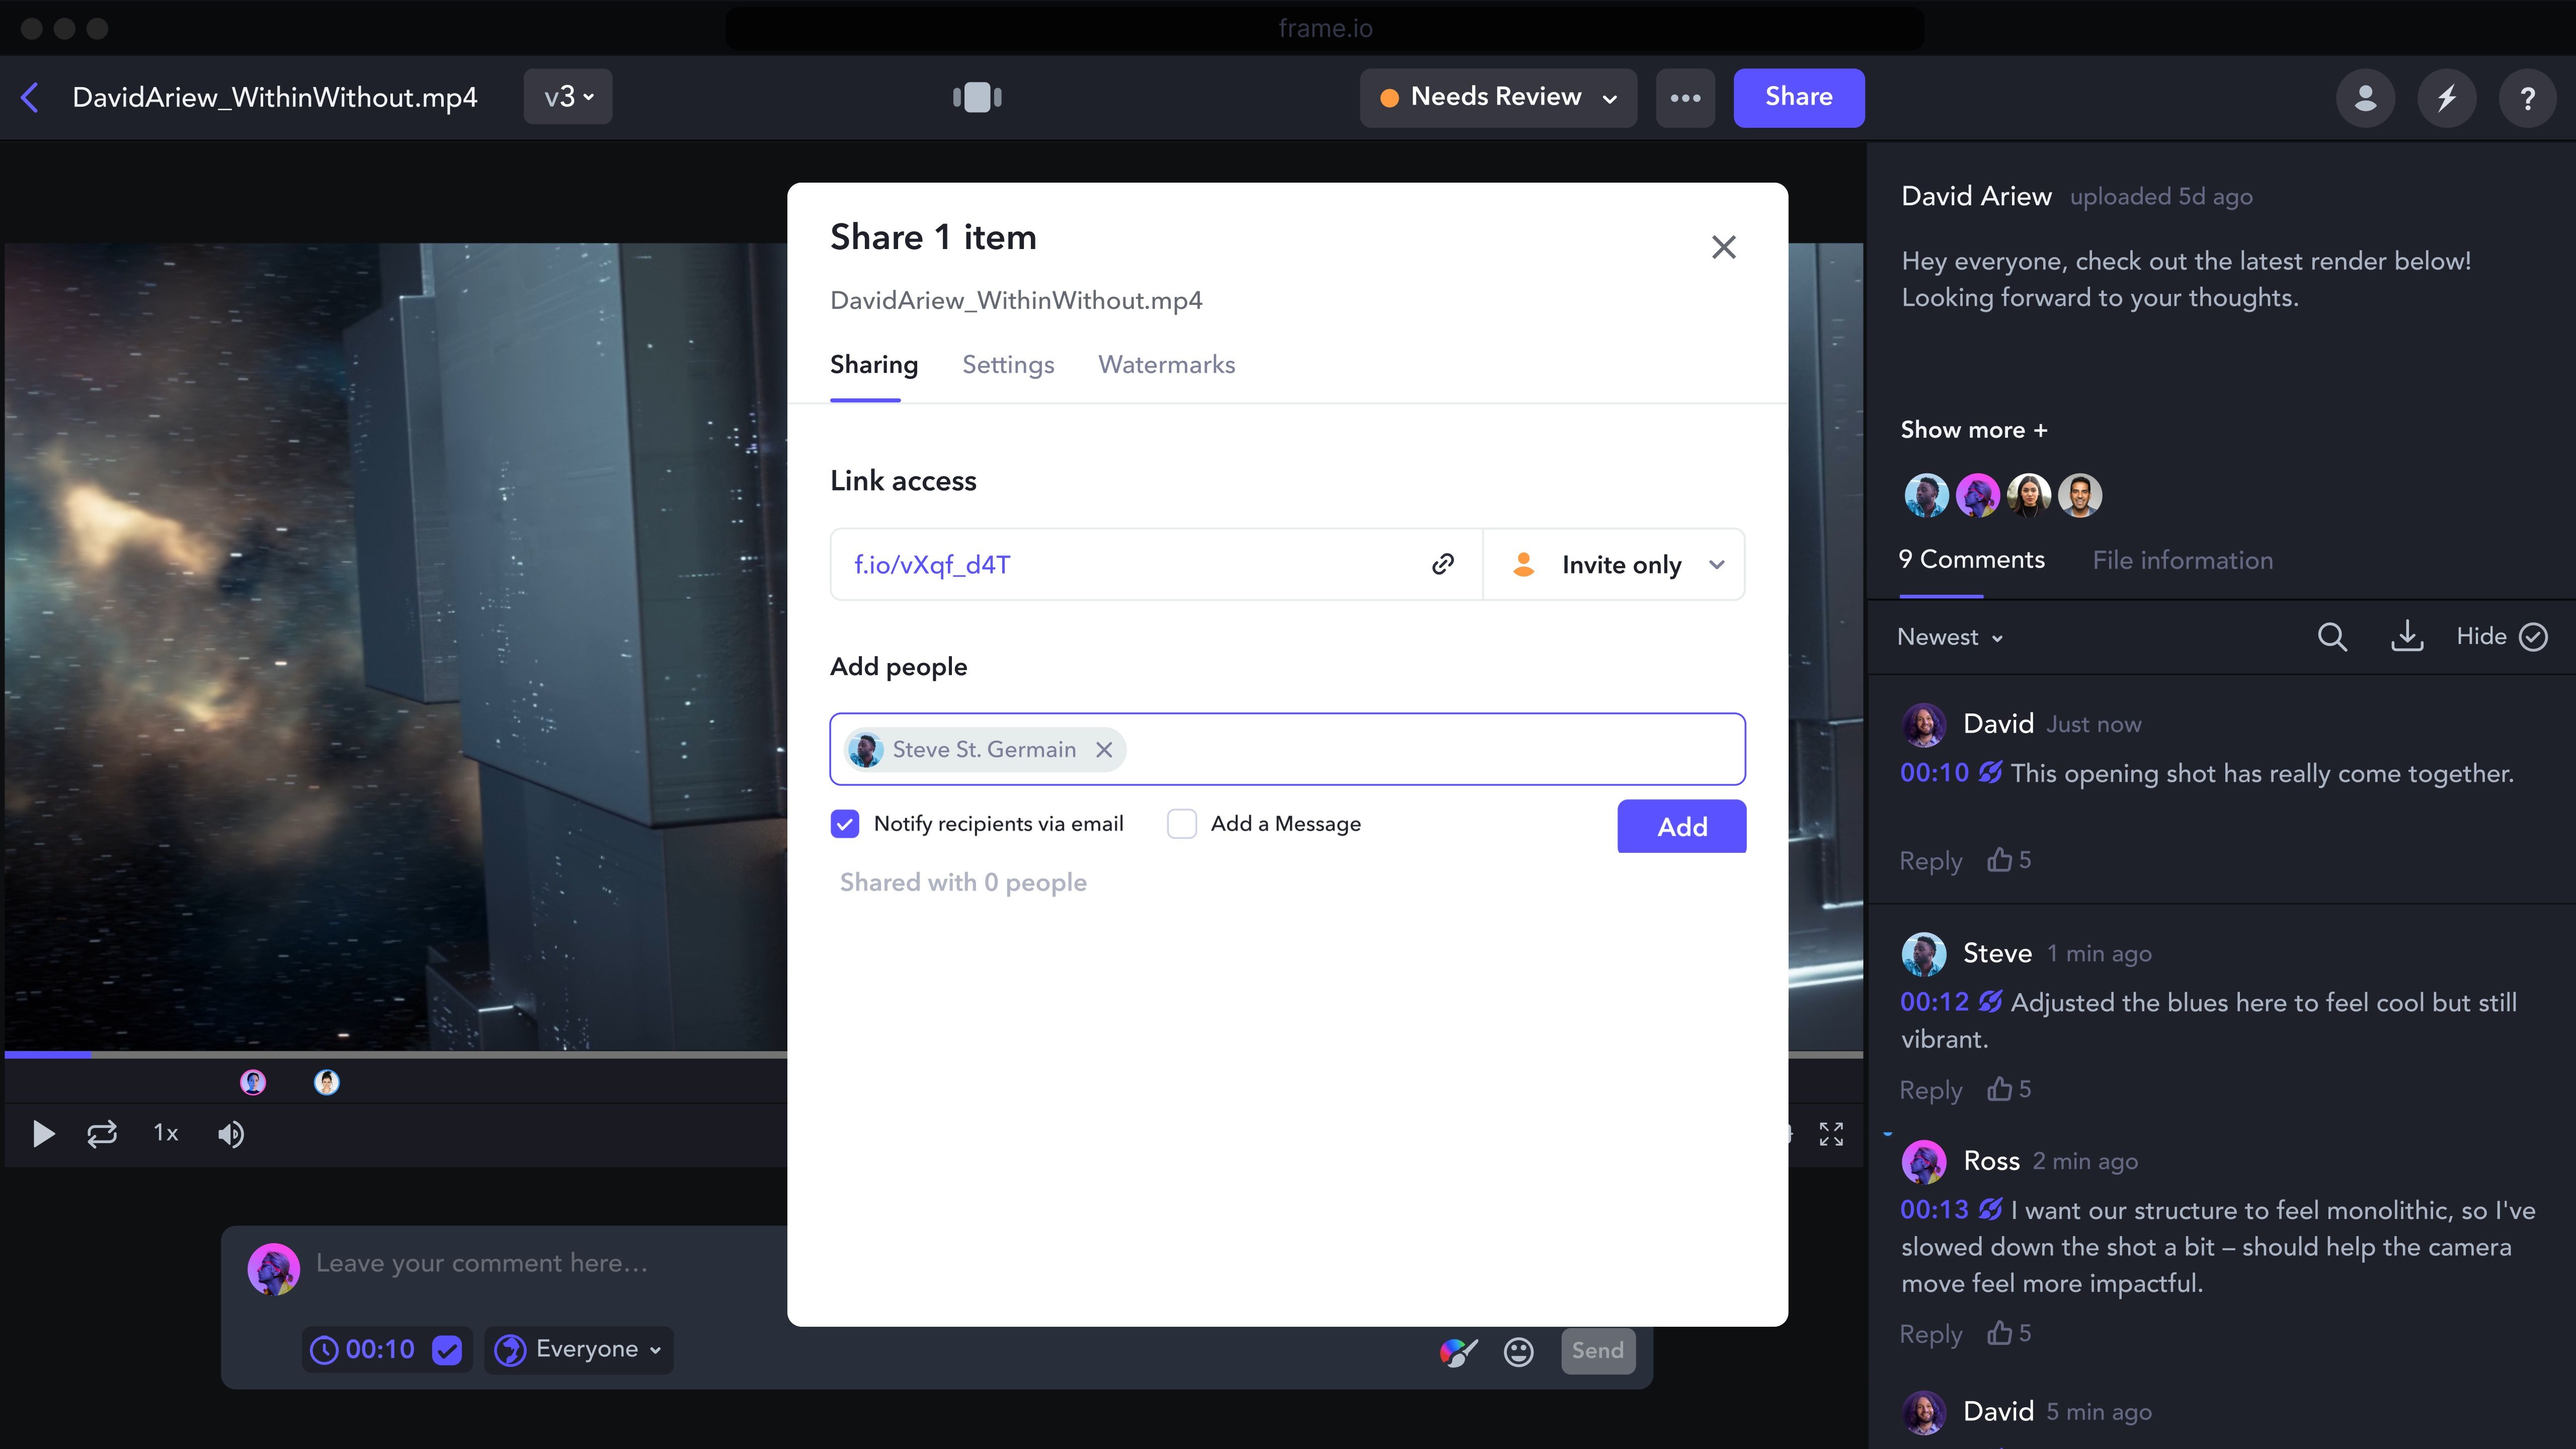 frame.io
DavidAriew_WithinWithout.mp4
v3
Needs Review
Share
?
Share 1 item
DavidAriew_WithinWithout.mp4
Sharing
Settings
Watermarks
Link access
f.io/vXqf_d4T
Invite only
Add people
Steve St. Germain
Notify recipients via email
Add a Message
Add
Shared with 0 people
1x
Leave your comment here...
00:10
Everyone
Send
David Ariew uploaded 5d ago
Hey everyone, check out the latest render below!
Looking forward to your thoughts.
Show more +
9 Comments
File information
Newest
Hide
David Just now
00:10 This opening shot has really come together.
Reply 5
Steve 1 min ago
00:12 Adjusted the blues here to feel cool but still
vibrant.
Reply 5
Ross 2 min ago
00:13 I want our structure to feel monolithic, so I've
slowed down the shot a bit – should help the camera
move feel more impactful.
Reply 5
David 5 min ago